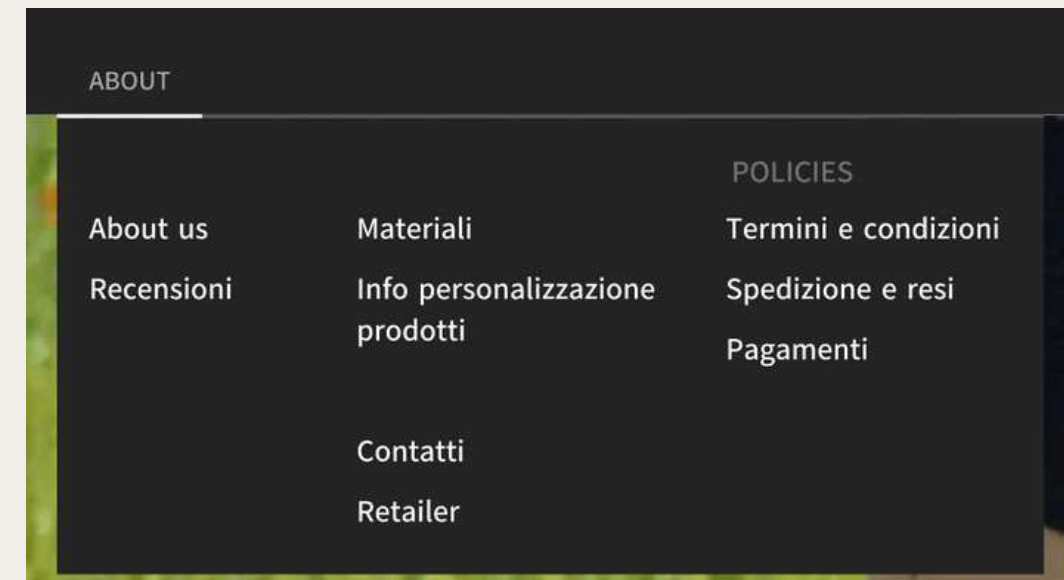 ABOUT
About us
Recensioni
Materiali
Info personalizzazione
prodotti
Contatti
Retailer
POLICIES
Termini e condizioni
Spedizione e resi
Pagamenti